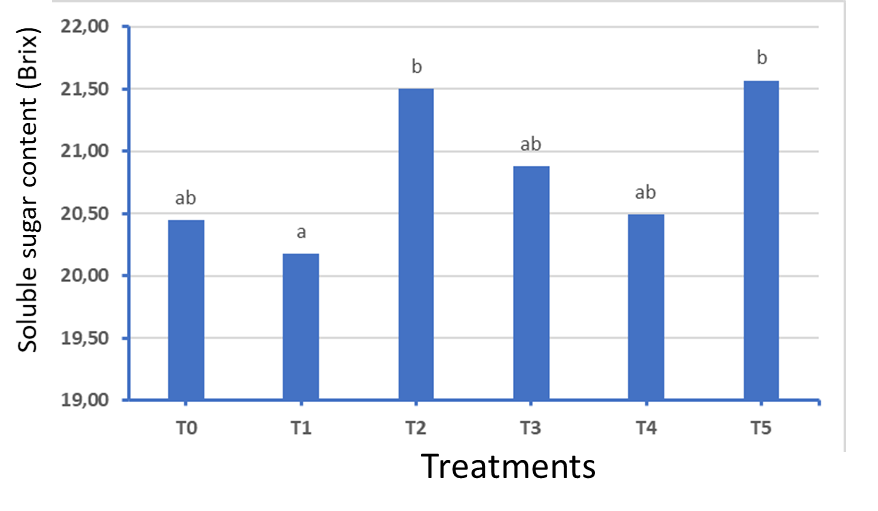 Soluble sugar content (Brix)
22,00
21,50
21,00
20,50
20,00
19,50
19,00
ab
a
b
ab
ab
b
T0
T1
T2
T3
T4
T5
Treatments